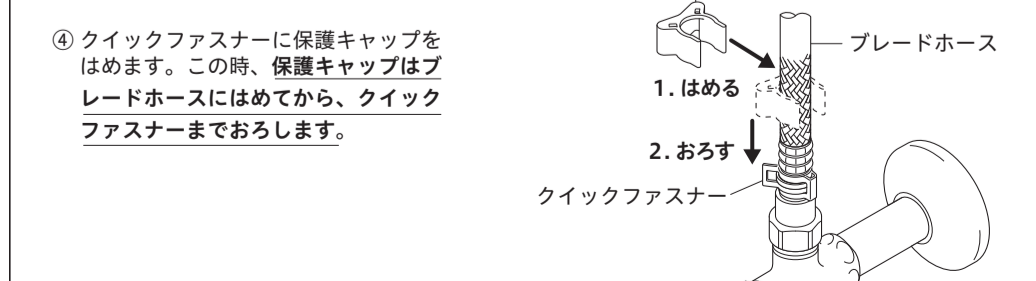 ④ クイックファスナーに保護キャップを
はめます。この時、保護キャップはブ
レードホースにはめてから、クイック
ファスナーまでおろします。
ブレードホース
1. はめる
2. おろす
クイックファスナー